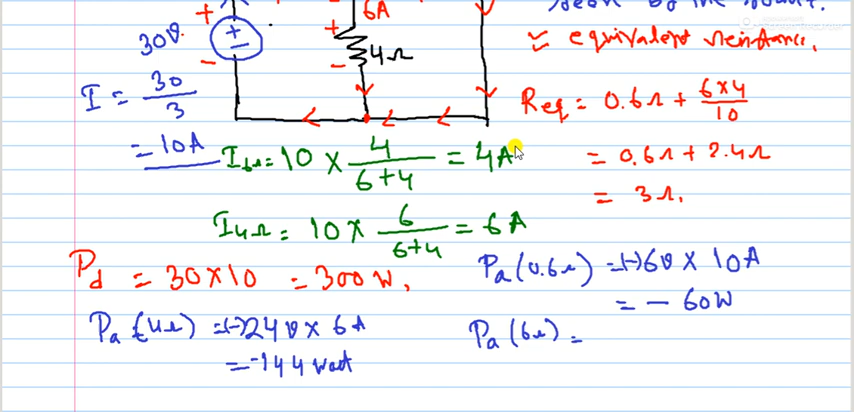 6A
30v.
4Ω
≈ equivalent resistance.
I = 30/3
= 10A
Req = 0.6Ω + 6×4/10
= 0.6Ω + 2.4Ω
= 3Ω.
I6Ω = 10 × 4/(6+4) = 4A
I4Ω = 10 × 6/(6+4) = 6A
Pd = 30×10 = 300W.
Pa (0.6Ω) = (-)6v × 10A
= - 60W
Pa (4Ω) = (-)24v × 6A
= -144 watt
Pa (6Ω) =